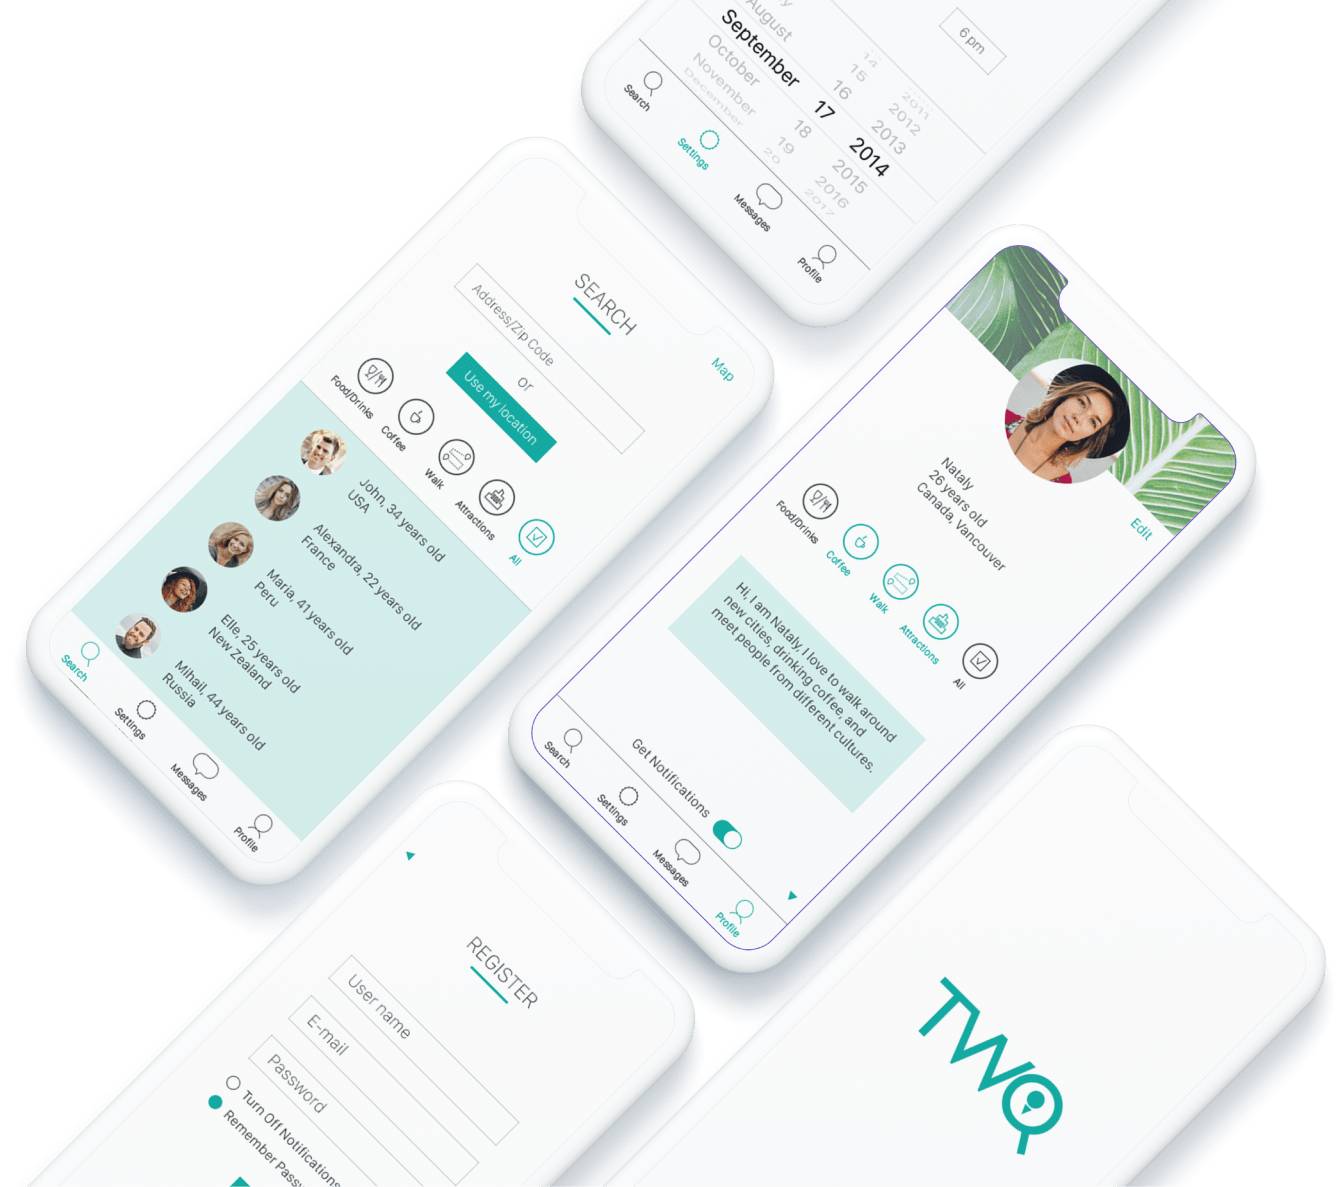 August
September
October
November
December
14
15
16
17
18
19
20
2011
2012
2013
2014
2015
2016
2017
6 pm
Search
Settings
Messages
Profile
SEARCH
Map
Address/Zip Code
or
Use my location
Food/Drinks
Coffee
Walk
Attractions
All
John, 34 years old
USA
Alexandra, 22 years old
France
Maria, 41 years old
Peru
Elle, 25 years old
New Zealand
Mihail, 44 years old
Russia
Search
Settings
Messages
Profile
Nataly
26 years old
Canada, Vancouver
Edit
Food/Drinks
Coffee
Walk
Attractions
All
Hi, I am Nataly, I love to walk around
new cities, drinking coffee, and
meet people from different cultures.
Get Notifications
Search
Settings
Messages
Profile
REGISTER
User name
E-mail
Password
Turn Off Notifications
Remember Passw
TWO